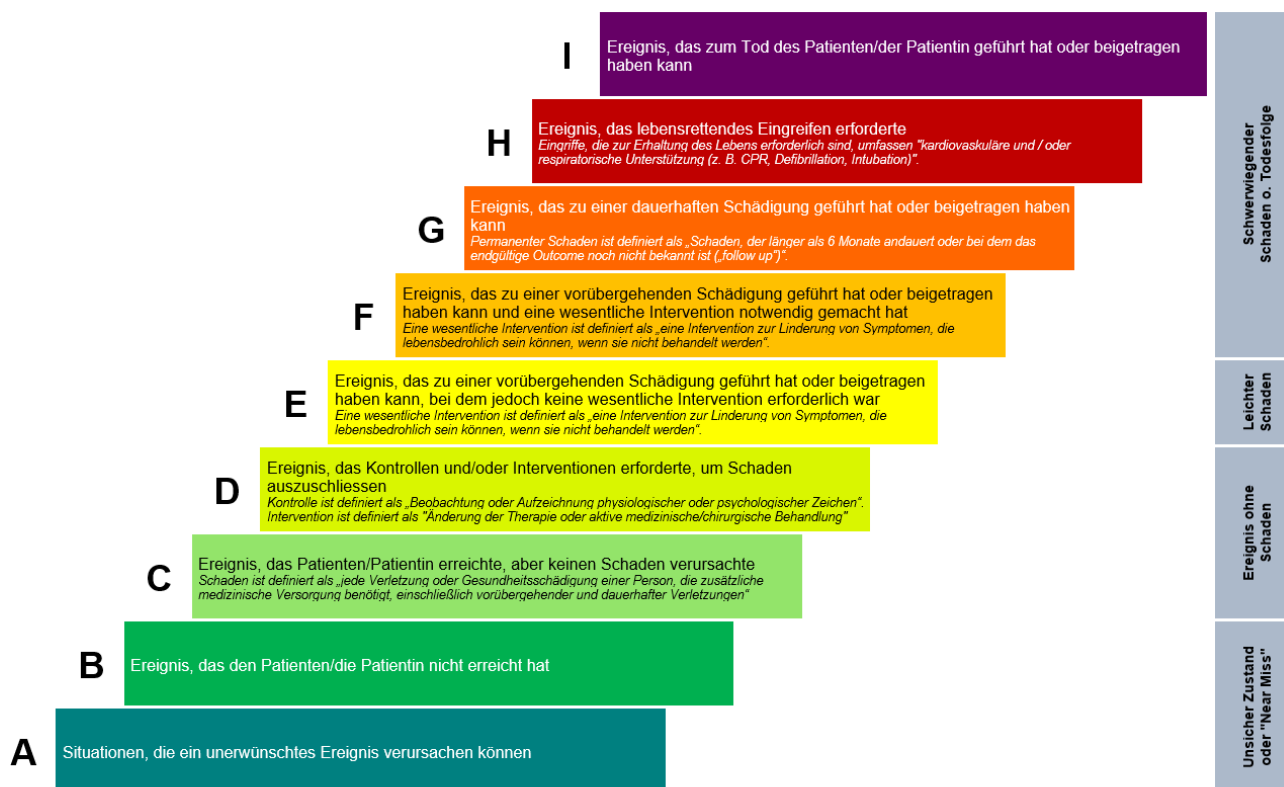 I
Ereignis, das zum Tod des Patienten/der Patientin geführt hat oder beigetragen
haben kann
H
Ereignis, das lebensrettendes Eingreifen erforderte
Eingriffe, die zur Erhaltung des Lebens erforderlich sind, umfassen "kardiovaskuläre und / oder
respiratorische Unterstützung (z. B. CPR, Defibrillation, Intubation)".
G
Ereignis, das zu einer dauerhaften Schädigung geführt hat oder beigetragen haben
kann
Permanenter Schaden ist definiert als „Schaden, der länger als 6 Monate andauert oder bei dem das
endgültige Outcome noch nicht bekannt ist („follow up")“.
F
Ereignis, das zu einer vorübergehenden Schädigung geführt hat oder beigetragen
haben kann und eine wesentliche Intervention notwendig gemacht hat
Eine wesentliche Intervention ist definiert als „eine Intervention zur Linderung von Symptomen, die
lebensbedrohlich sein können, wenn sie nicht behandelt werden“.
E
Ereignis, das zu einer vorübergehenden Schädigung geführt hat oder beigetragen
haben kann, bei dem jedoch keine wesentliche Intervention erforderlich war
Eine wesentliche Intervention ist definiert als „eine Intervention zur Linderung von Symptomen, die
lebensbedrohlich sein können, wenn sie nicht behandelt werden“.
D
Ereignis, das Kontrollen und/oder Interventionen erforderte, um Schaden
auszuschliessen
Kontrolle ist definiert als „Beobachtung oder Aufzeichnung physiologischer oder psychologischer Zeichen“.
Intervention ist definiert als "Änderung der Therapie oder aktive medizinische/chirurgische Behandlung"
C
Ereignis, das Patienten/Patientin erreichte, aber keinen Schaden verursachte
Schaden ist definiert als „jede Verletzung oder Gesundheitsschädigung einer Person, die zusätzliche
medizinische Versorgung benötigt, einschließlich vorübergehender und dauerhafter Verletzungen“
B
Ereignis, das den Patienten/die Patientin nicht erreicht hat
A
Situationen, die ein unerwünschtes Ereignis verursachen können
Schwerwiegender
Schaden o. Todesfolge
Leichter
Schaden
Ereignis ohne
Schaden
Unsicher Zustand
oder "Near Miss"